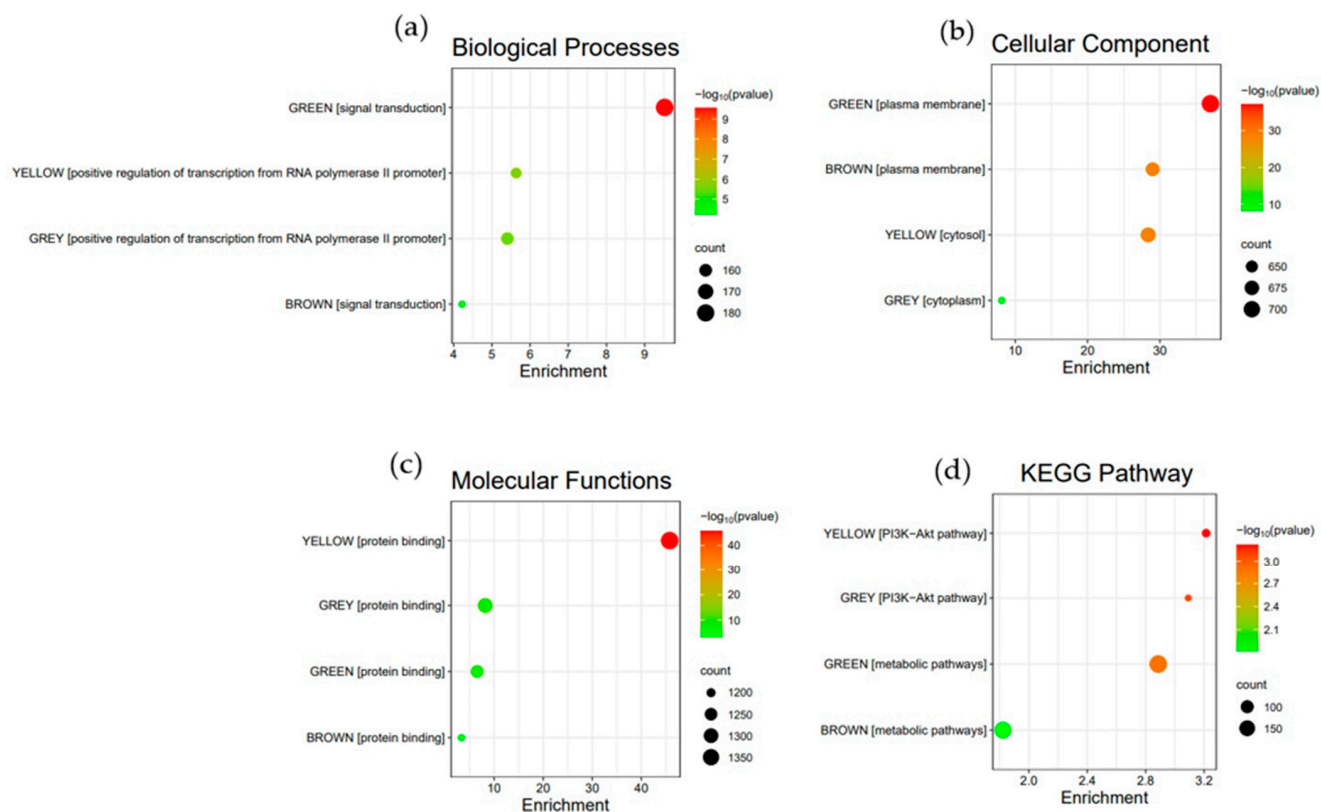 (a)
Biological Processes
GREEN [signal transduction]
YELLOW [positive regulation of transcription from RNA polymerase II promoter]
GREY [positive regulation of transcription from RNA polymerase II promoter]
BROWN [signal transduction]
4 5 6 7 8 9
Enrichment
−log10(pvalue)
9
8
7
6
5
count
160
170
180
(b)
Cellular Component
GREEN [plasma membrane]
BROWN [plasma membrane]
YELLOW [cytosol]
GREY [cytoplasm]
10 20 30
Enrichment
−log10(pvalue)
30
20
10
count
650
675
700
(c)
Molecular Functions
YELLOW [protein binding]
GREY [protein binding]
GREEN [protein binding]
BROWN [protein binding]
10 20 30 40
Enrichment
−log10(pvalue)
40
30
20
10
count
1200
1250
1300
1350
(d)
KEGG Pathway
YELLOW [PI3K−Akt pathway]
GREY [PI3K−Akt pathway]
GREEN [metabolic pathways]
BROWN [metabolic pathways]
2.0 2.4 2.8 3.2
Enrichment
−log10(pvalue)
3.0
2.7
2.4
2.1
count
100
150